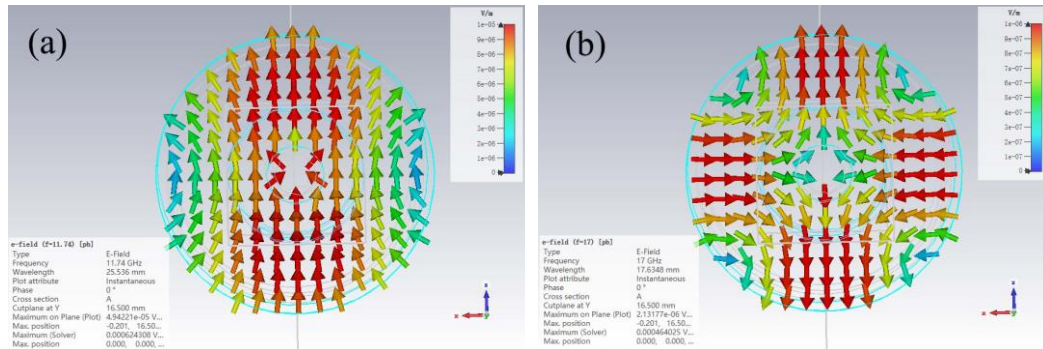 (a)
V/m
1e-05
9e-06
8e-06
7e-06
6e-06
5e-06
4e-06
3e-06
2e-06
1e-06
0
e-field (f=11.74) [pb]
Type E-Field
Frequency 11.74 GHz
Wavelength 25.536 mm
Plot attribute Instantaneous
Phase 0 °
Cross section A
Cutplane at Y 16.500 mm
Maximum on Plane (Plot) 4.94221e-05 V...
Max. position -0.201, 16.50...
Maximum (Solver) 0.000624308 V...
Max. position 0.000, 0.000, ...
x
y
(b)
V/m
1e-06
9e-07
8e-07
7e-07
6e-07
5e-07
4e-07
3e-07
2e-07
1e-07
0
e-field (f=17) [pb]
Type E-Field
Frequency 17 GHz
Wavelength 17.6348 mm
Plot attribute Instantaneous
Phase 0 °
Cross section A
Cutplane at Y 16.500 mm
Maximum on Plane (Plot) 2.13177e-06 V...
Max. position -0.201, 16.50...
Maximum (Solver) 0.000464025 V...
Max. position 0.000, 0.000, ...
x
y